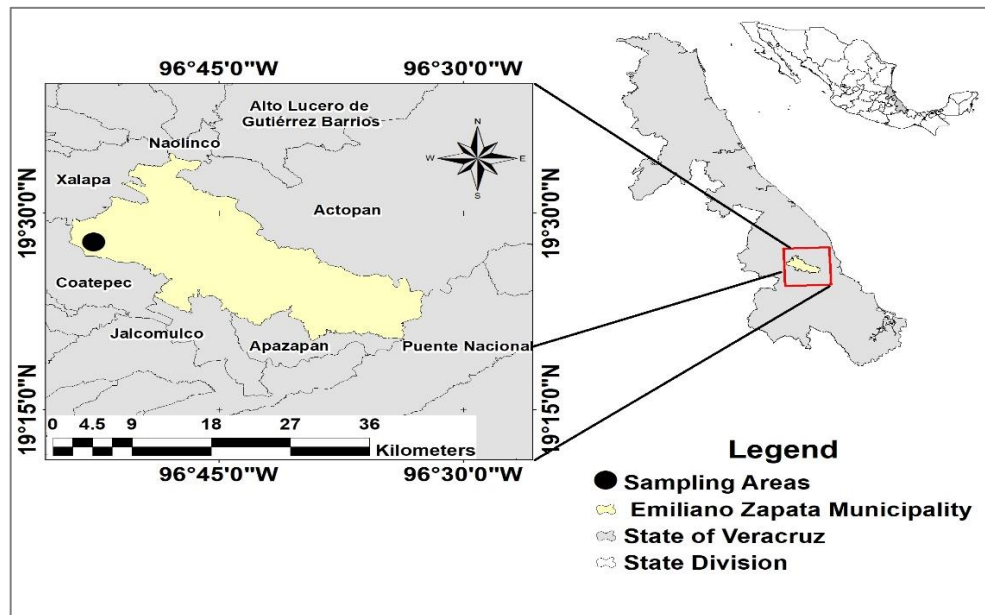 96°45'0"W
96°30'0"W
Alto Lucero de
Gutiérrez Barrios
Naolínco
N
W
E
S
Xalapa
19°30'0"N
19°30'0"N
Actopan
Coatepec
Jalcomulco
Apazapan
Puente Nacional
19°15'0"N
19°15'0"N
0 4.5 9 18 27 36
Kilometers
96°45'0"W
96°30'0"W
Legend
Sampling Areas
Emiliano Zapata Municipality
State of Veracruz
State Division